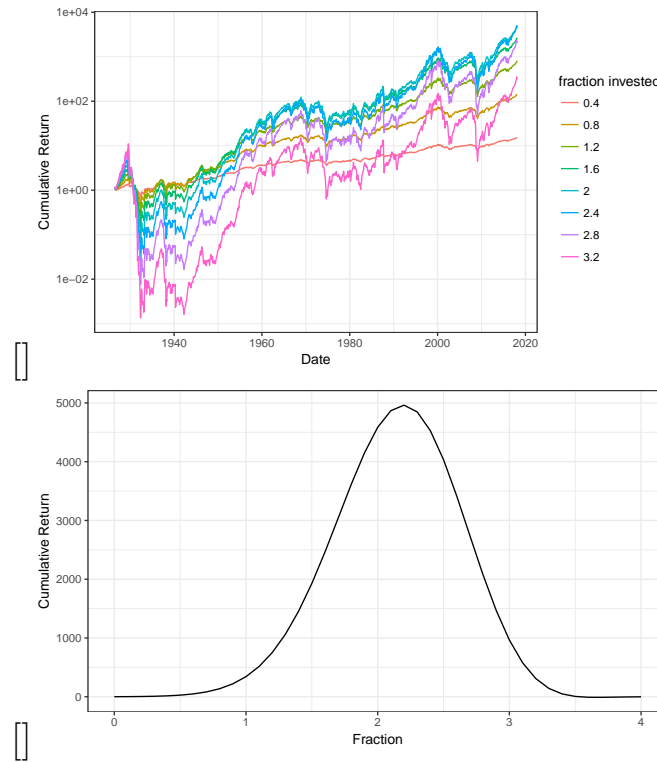 1e+04
1e+02
1e+00
1e−02
Cumulative Return
1940
1960
1980
2000
2020
Date
fraction invested
0.4
0.8
1.2
1.6
2
2.4
2.8
3.2
[]
5000
4000
3000
2000
1000
0
Cumulative Return
0
1
2
3
4
Fraction
[]